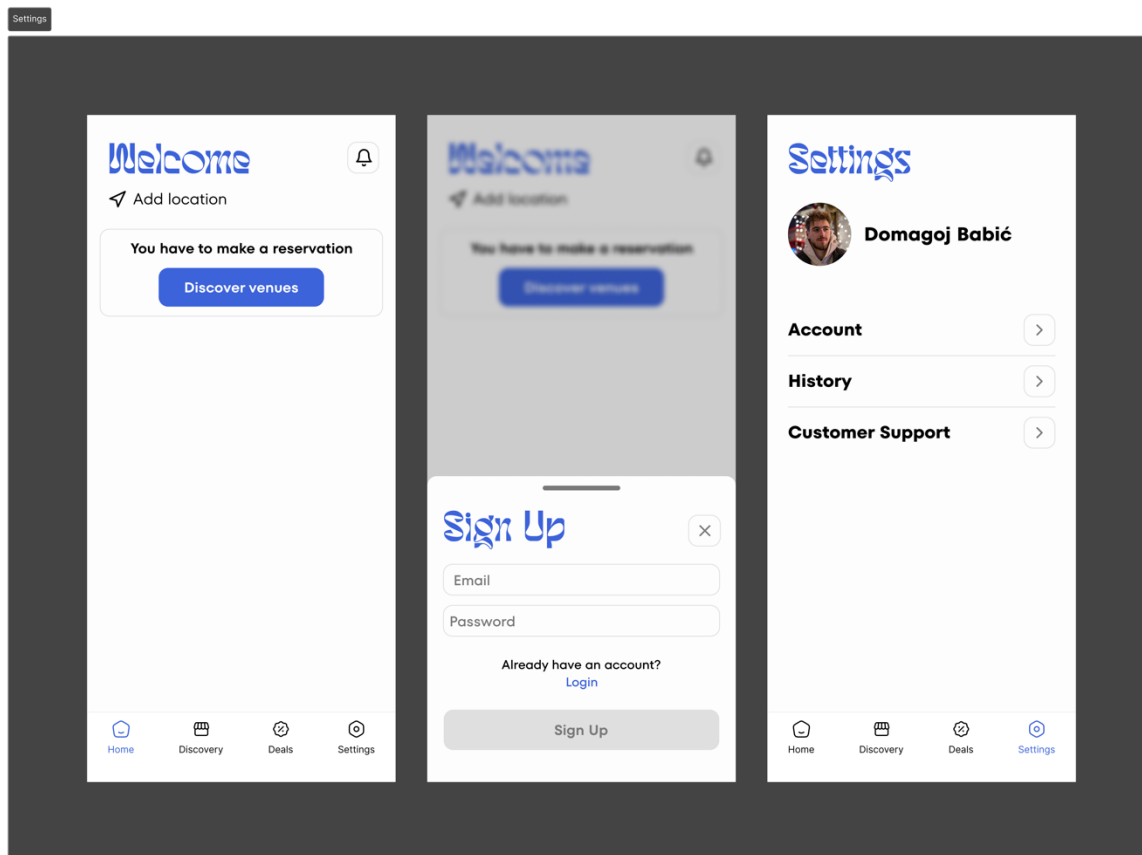 Settings
Welcome
Add location
You have to make a reservation
Discover venues
Home
Discovery
Deals
Settings
Welcome
Add location
You have to make a reservation
Discover venues
Sign Up
Email
Password
Already have an account?
Login
Sign Up
Settings
Domagoj Babić
Account
History
Customer Support
Home
Discovery
Deals
Settings